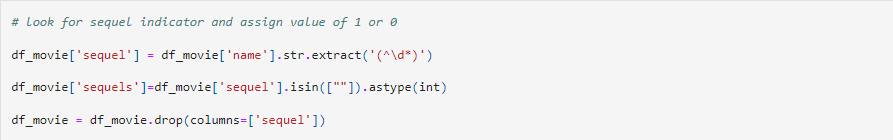 # look for sequel indicator and assign value of 1 or 0
df_movie['sequel'] = df_movie['name'].str.extract('(^\d*)')
df_movie['sequels']=df_movie['sequel'].isin([""]).astype(int)
df_movie = df_movie.drop(columns=['sequel'])